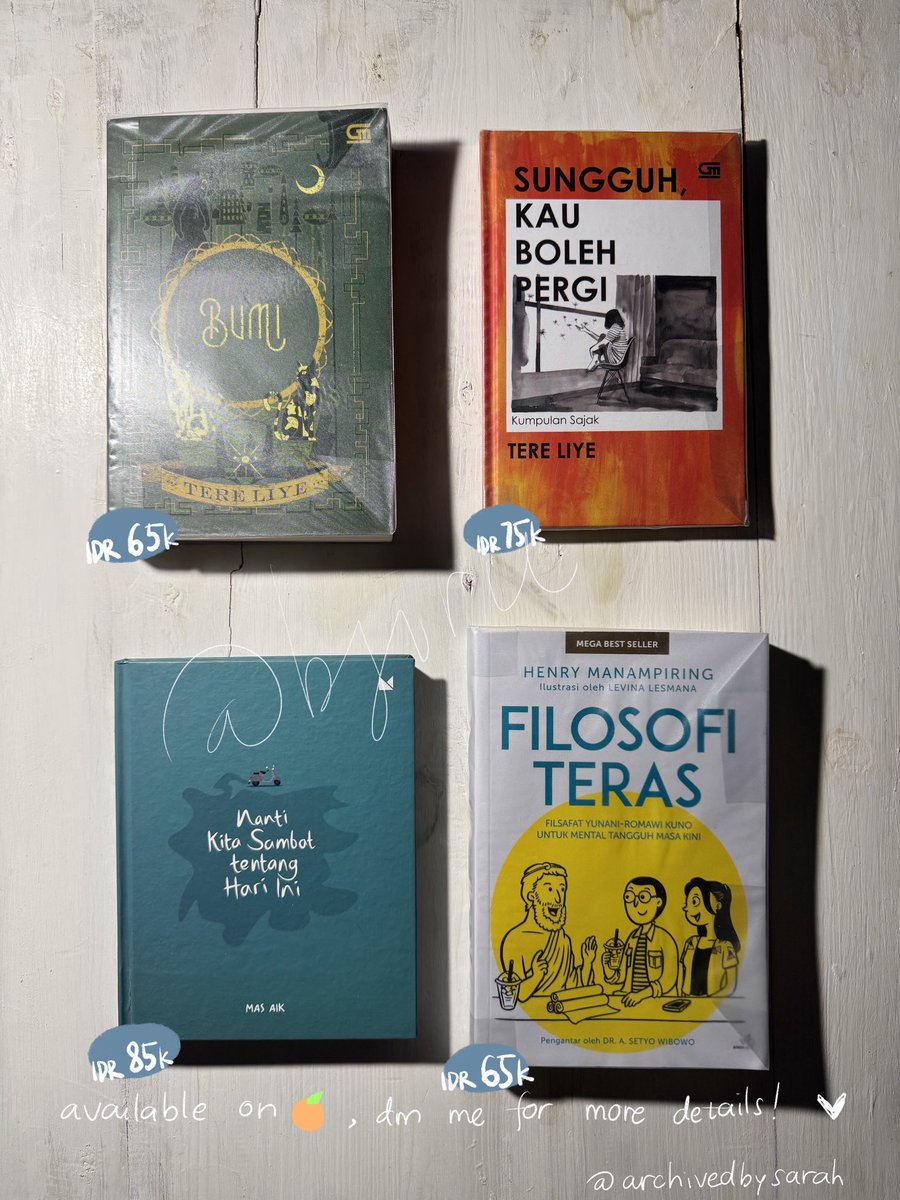 BUMI
TERE LIYE
IDR 65K
SUNGGUH,
KAU
BOLEH
PERGI
Kumpulan Sajak
TERE LIYE
IDR 75K
Nanti
Kita Sambat
tentang
Hari Ini
MAS AIK
IDR 85K
MEGA BEST SELLER
HENRY MANAMPIRING
Ilustrasi oleh LEVINA LESMANA
FILOSOFI
TERAS
FILSAFAT YUNANI-ROMAWI KUNO
UNTUK MENTAL TANGGUH MASA KINI
Pengantar oleh DR. A. SETYO WIBOWO
IDR 65K
available on 🍊, dm me for more details!
@archivedbysarah